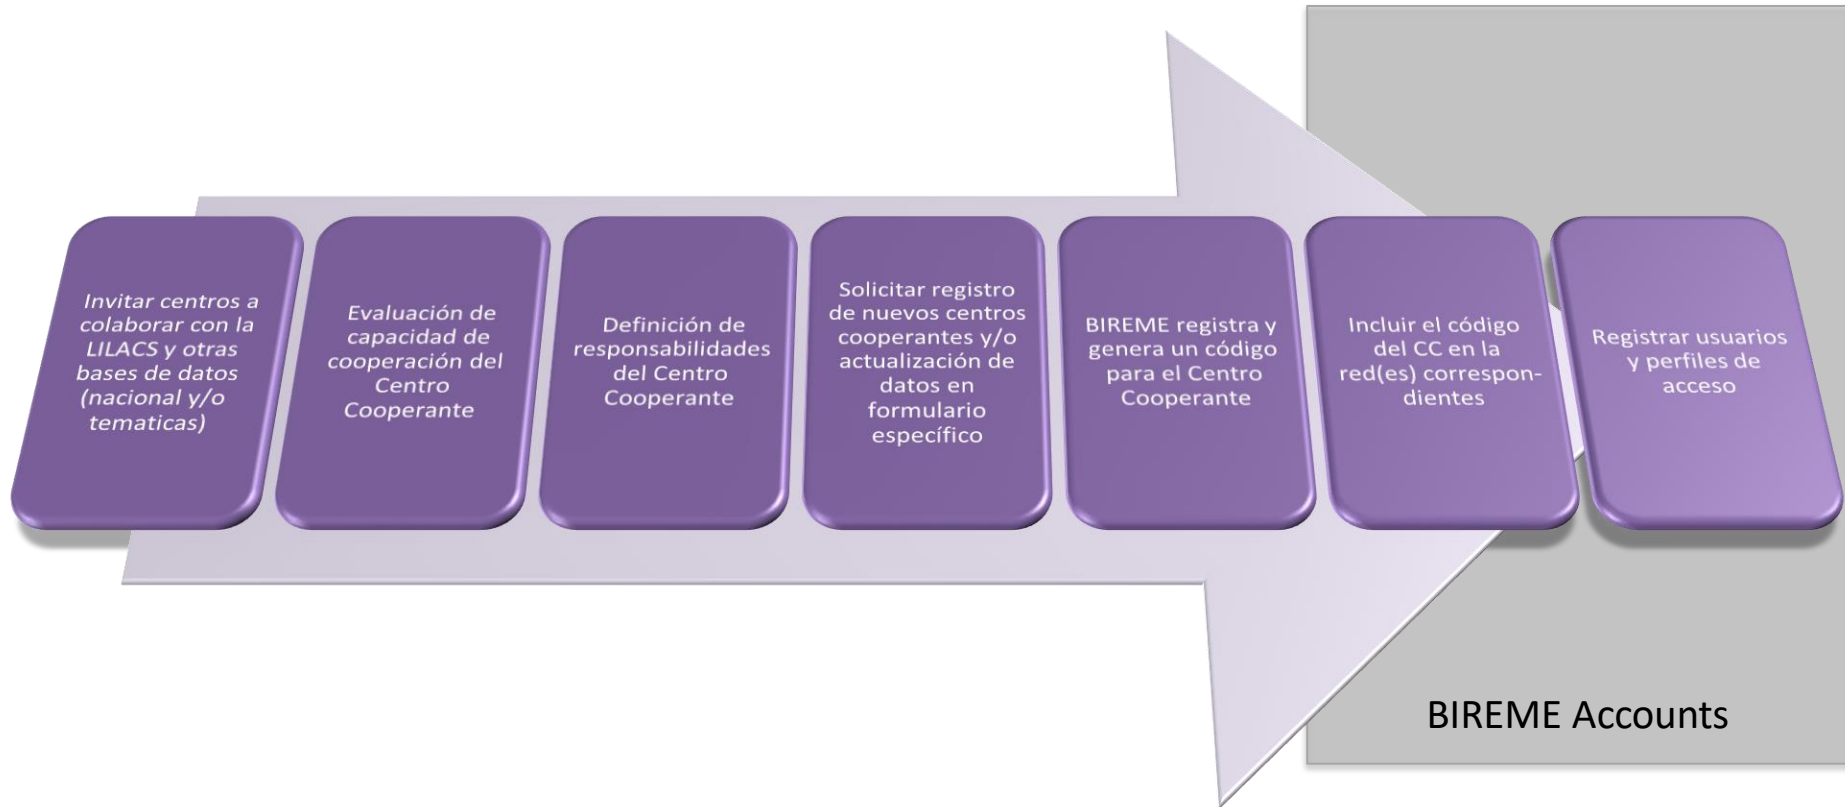 Invitar centros a
colaborar con la
LILACS y otras
bases de datos
(nacional y/o
tematicas)
Evaluación de
capacidad de
cooperación del
Centro
Cooperante
Definición de
responsabilidades
del Centro
Cooperante
Solicitar registro
de nuevos centros
cooperantes y/o
actualización de
datos en
formulario
específico
BIREME registra y
genera un código
para el Centro
Cooperante
Incluir el código
del CC en la
red(es) correspon-
dientes
Registrar usuarios
y perfiles de
acceso
BIREME Accounts